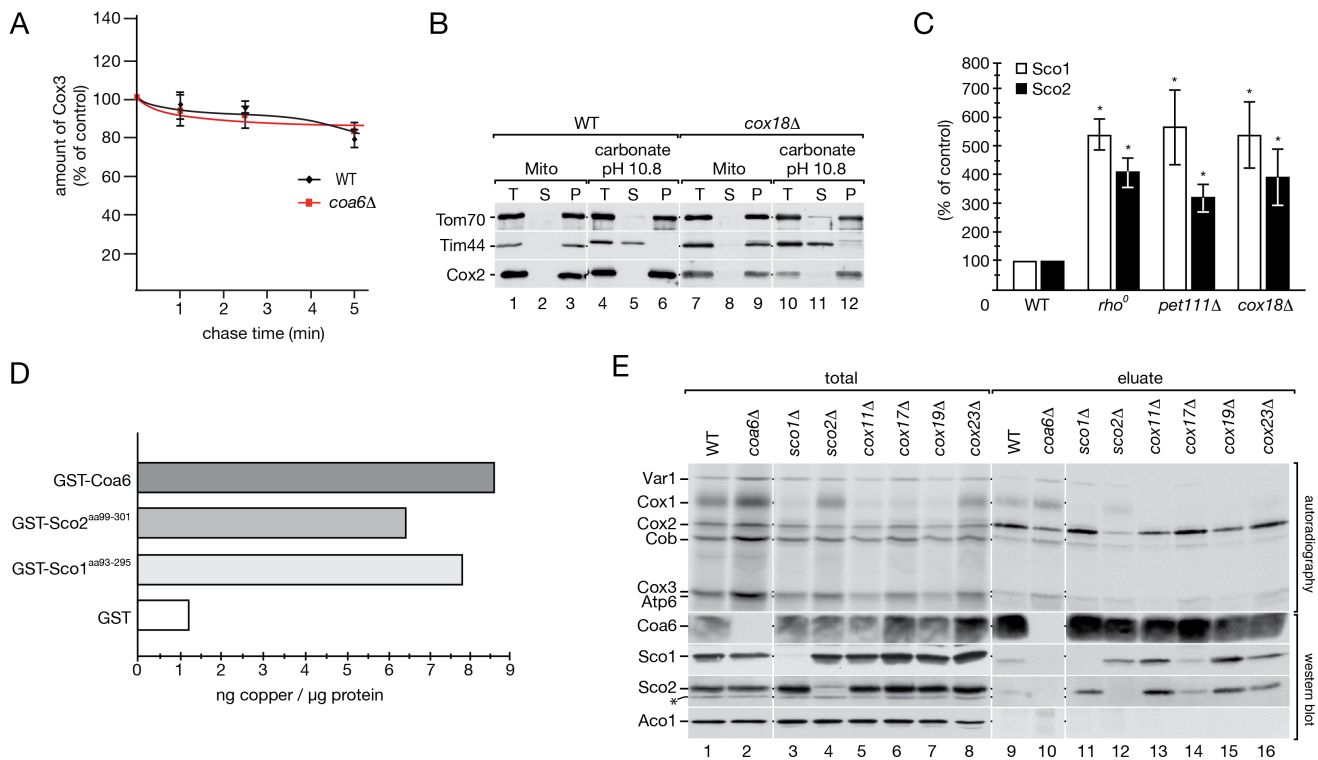 A
140
120
100
80
60
40
20
amount of Cox3
(% of control)
WT
coa6Δ
1 2 3 4 5
chase time (min)
B
WT cox18Δ
Mito carbonate pH 10.8 Mito carbonate pH 10.8
T S P T S P T S P T S P
Tom70
Tim44
Cox2
1 2 3 4 5 6 7 8 9 10 11 12
C
800
700
600
500
400
300
200
100
0
(% of control)
Sco1
Sco2
* * * * * *
WT rho⁰ pet111Δ cox18Δ
D
GST-Coa6
GST-Sco2aa99-301
GST-Sco1aa93-295
GST
0 1 2 3 4 5 6 7 8 9
ng copper / µg protein
E
total eluate
WT coa6Δ sco1Δ sco2Δ cox11Δ cox17Δ cox19Δ cox23Δ WT coa6Δ sco1Δ sco2Δ cox11Δ cox17Δ cox19Δ cox23Δ
Var1
Cox1
Cox2
Cob
Cox3
Atp6
Coa6
Sco1
Sco2
*
Aco1
autoradiography
western blot
1 2 3 4 5 6 7 8 9 10 11 12 13 14 15 16